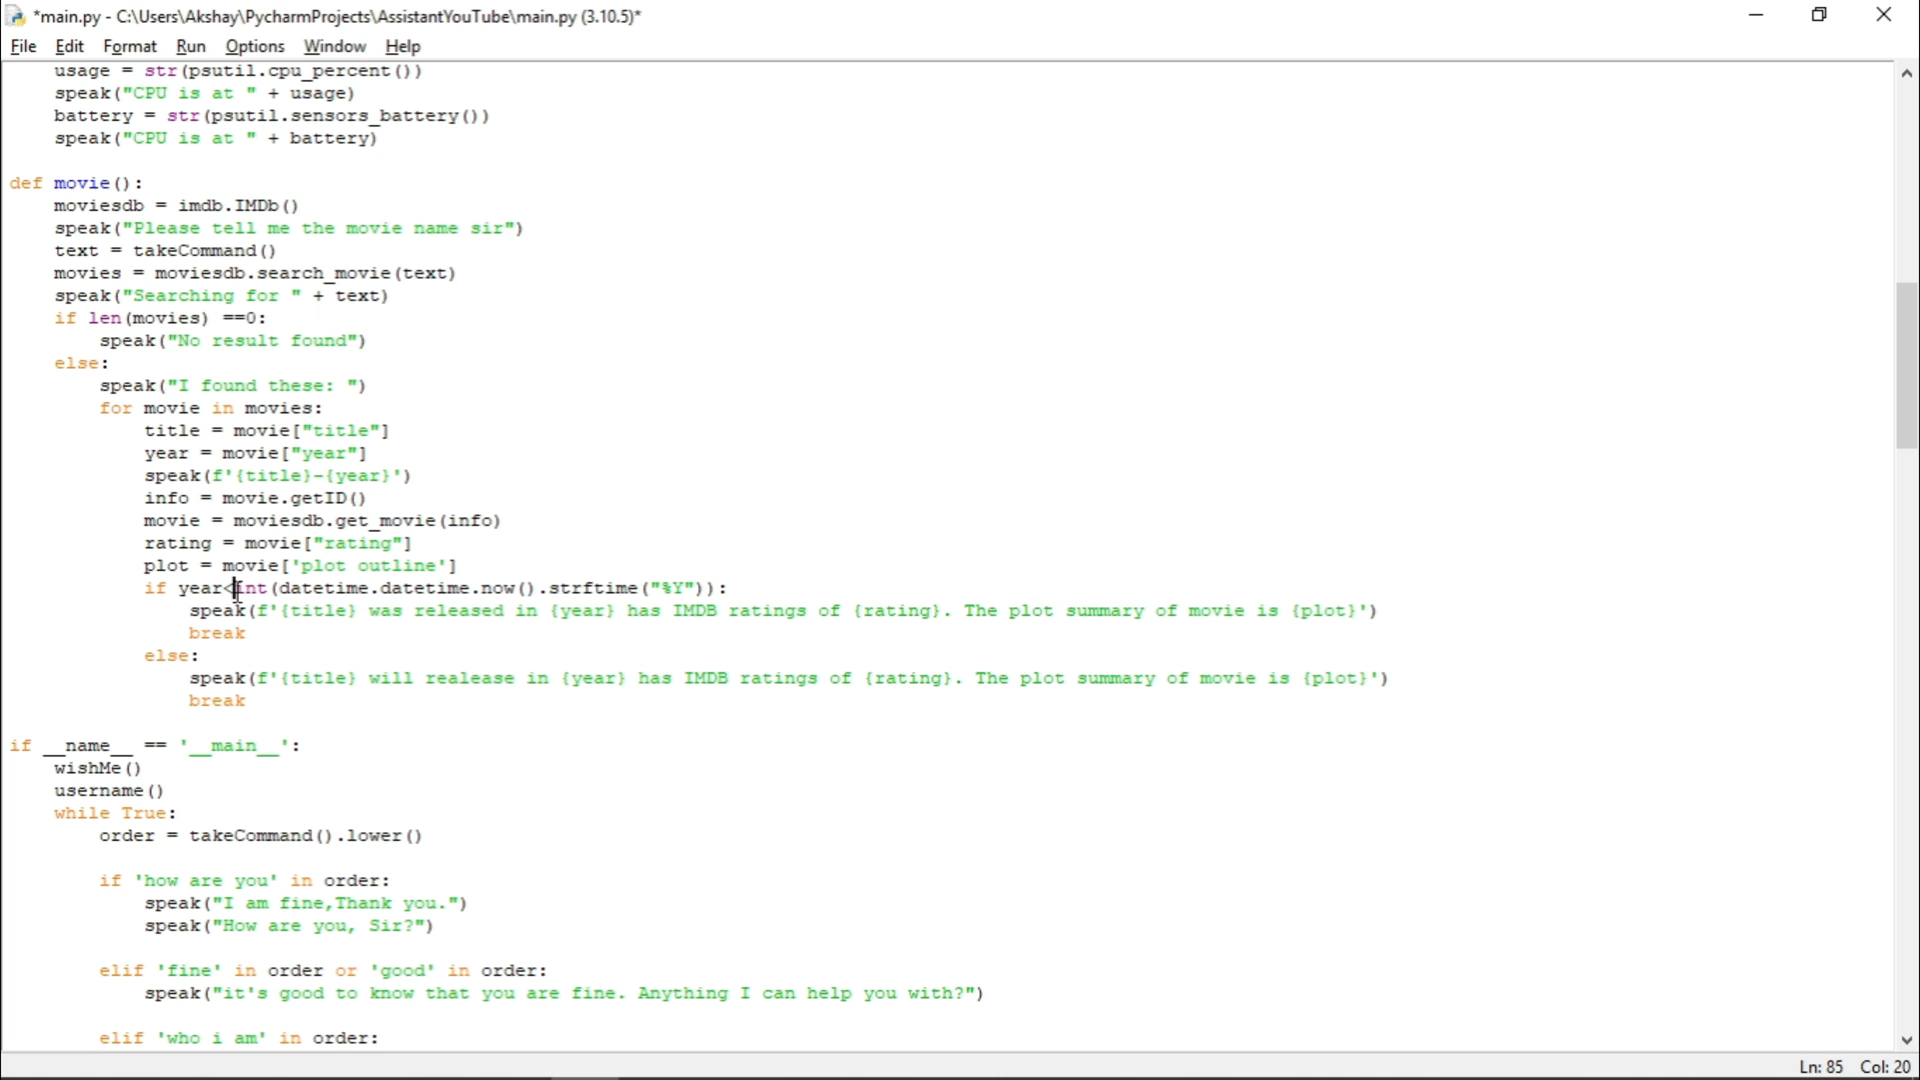 *main.py - C:\Users\Akshay\PycharmProjects\AssistantYouTube\main.py (3.10.5)*
File Edit Format Run Options Window Help
usage = str(psutil.cpu_percent())
speak("CPU is at " + usage)
battery = str(psutil.sensors_battery())
speak("CPU is at " + battery)
def movie():
moviesdb = imdb.IMDb()
speak("Please tell me the movie name sir")
text = takeCommand()
movies = moviesdb.search_movie(text)
speak("Searching for " + text)
if len(movies) ==0:
speak("No result found")
else:
speak("I found these: ")
for movie in movies:
title = movie["title"]
year = movie["year"]
speak(f'{title}-{year}')
info = movie.getID()
movie = moviesdb.get_movie(info)
rating = movie["rating"]
plot = movie['plot outline']
if year<int(datetime.datetime.now().strftime("%Y")):
speak(f'{title} was released in {year} has IMDB ratings of {rating}. The plot summary of movie is {plot}')
break
else:
speak(f'{title} will realease in {year} has IMDB ratings of {rating}. The plot summary of movie is {plot}')
break
if __name__ == '__main__':
wishMe()
username()
while True:
order = takeCommand().lower()
if 'how are you' in order:
speak("I am fine,Thank you.")
speak("How are you, Sir?")
elif 'fine' in order or 'good' in order:
speak("it's good to know that you are fine. Anything I can help you with?")
elif 'who i am' in order:
Ln: 85 Col: 20